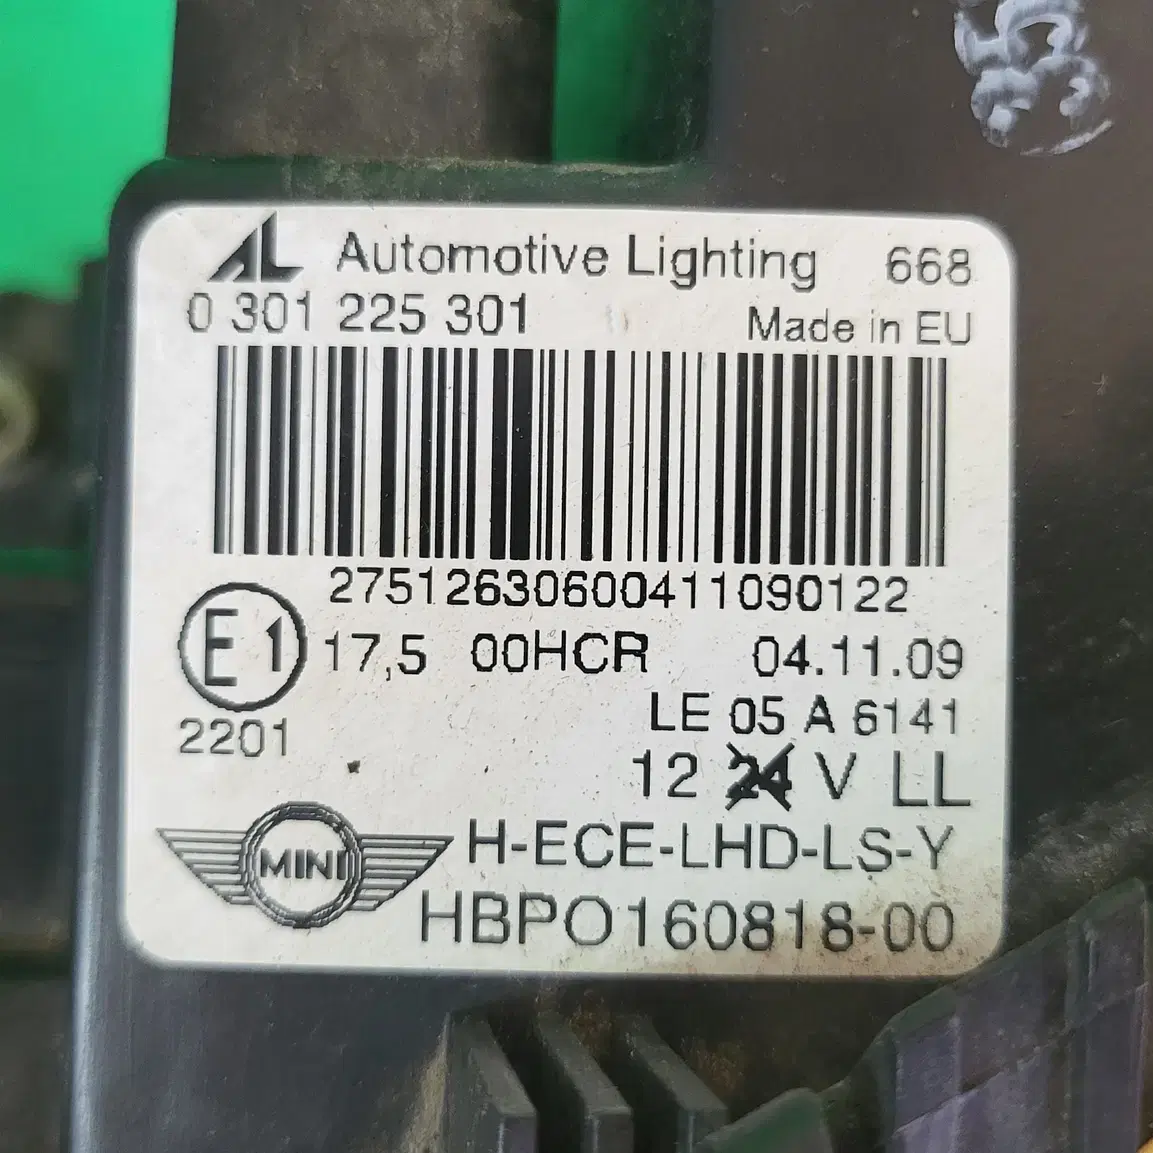 AL Automotive Lighting 668
0 301 225 301
Made in EU
27512630600411090122
E1 17,5 00HCR 04.11.09
2201
LE 05 A 6141
12 24 V LL
MINI
H-ECE-LHD-LS-Y
HBPO160818-00